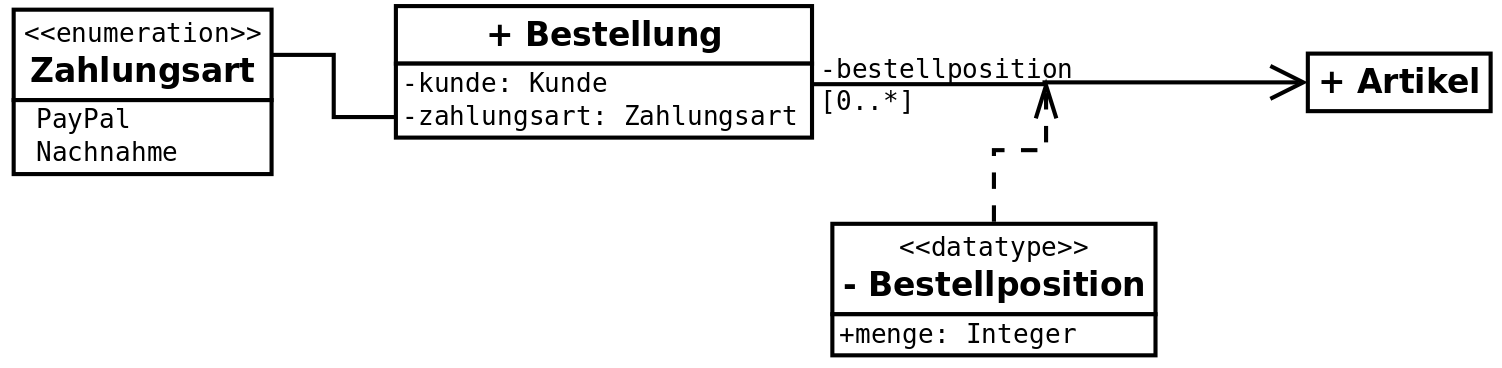 <<enumeration>>
Zahlungsart
PayPal
Nachnahme
+ Bestellung
-kunde: Kunde
-zahlungsart: Zahlungsart
-bestellposition
[0..*]
+ Artikel
<<datatype>>
- Bestellposition
+menge: Integer